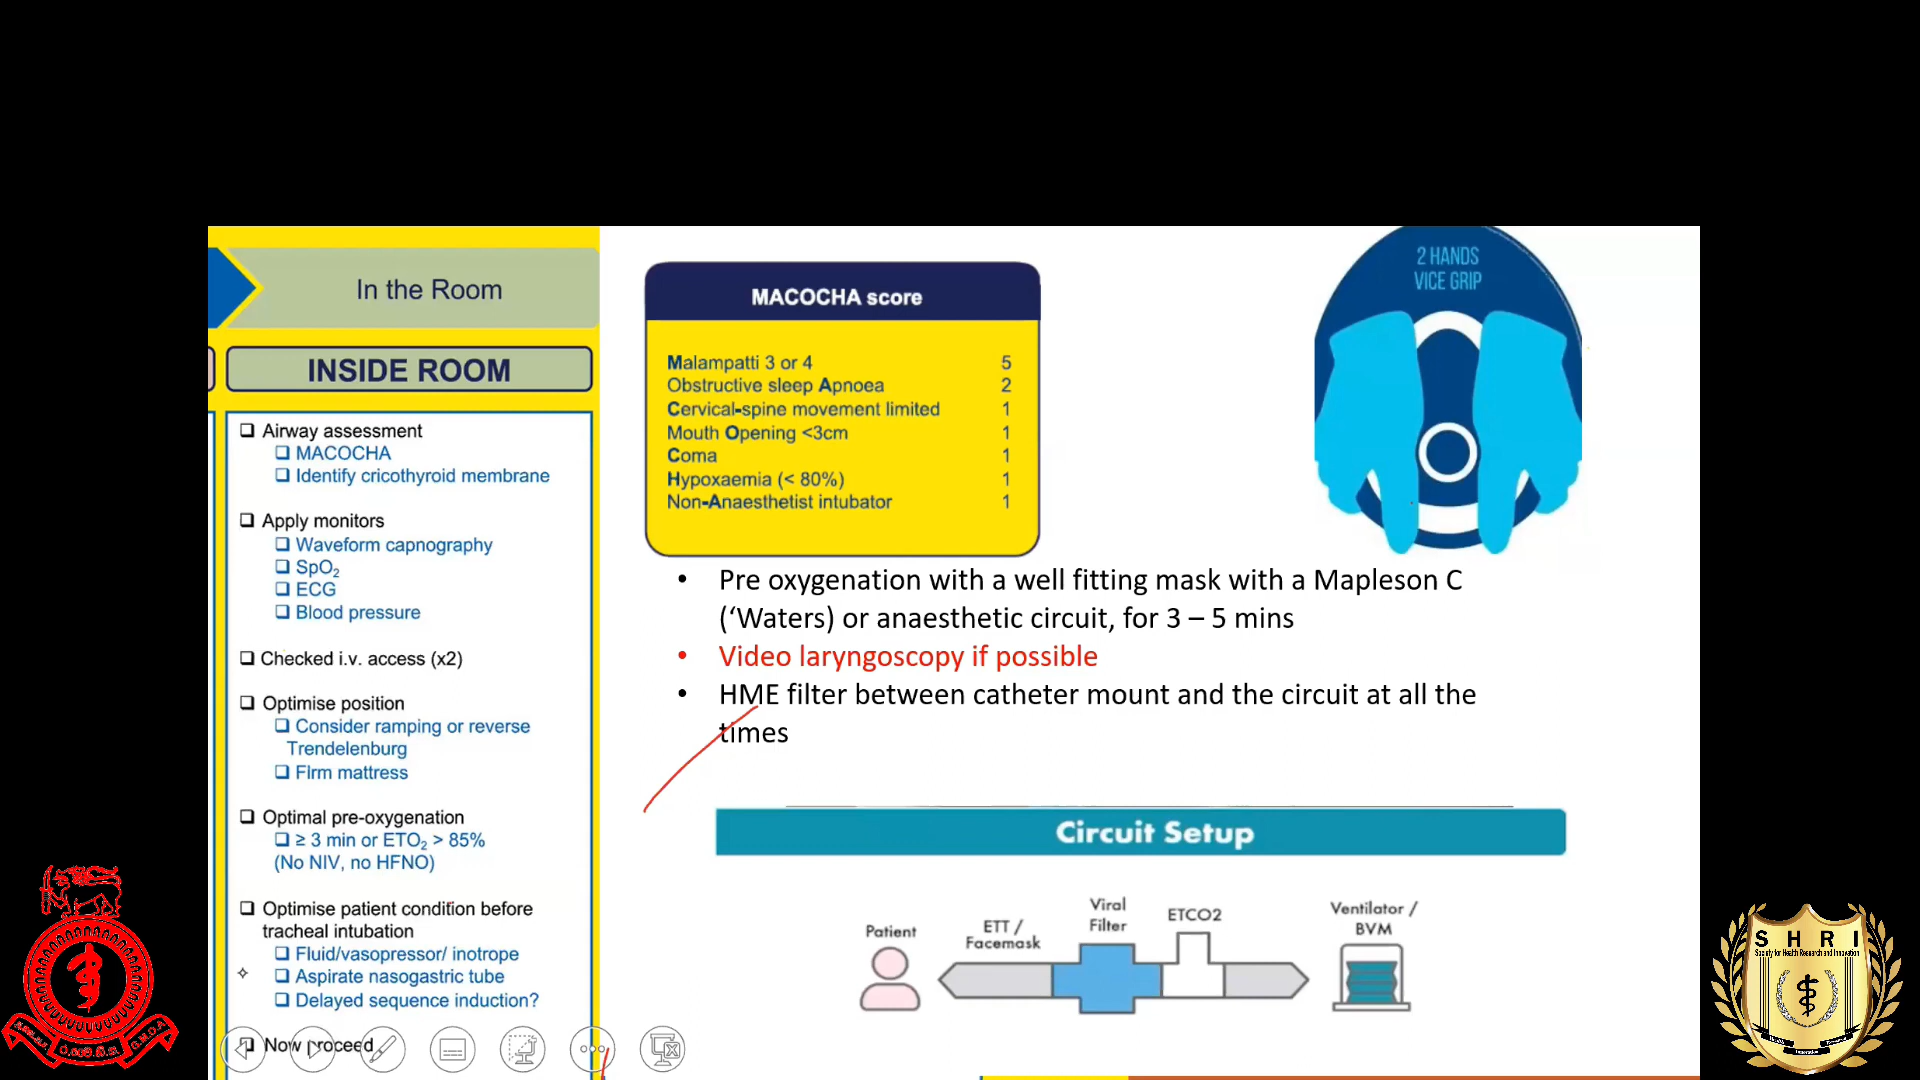 In the Room
INSIDE ROOM
Airway assessment
MACOCHA
Identify cricothyroid membrane
Apply monitors
Waveform capnography
SpO₂
ECG
Blood pressure
Checked i.v. access (x2)
Optimise position
Consider ramping or reverse
Trendelenburg
FIrm mattress
Optimal pre-oxygenation
≥ 3 min or ETO₂ > 85%
(No NIV, no HFNO)
Optimise patient condition before
tracheal intubation
Fluid/vasopressor/ inotrope
Aspirate nasogastric tube
Delayed sequence induction?
Now proceed
MACOCHA score
Malampatti 3 or 4 5
Obstructive sleep Apnoea 2
Cervical-spine movement limited 1
Mouth Opening <3cm 1
Coma 1
Hypoxaemia (< 80%) 1
Non-Anaesthetist intubator 1
2 HANDS
VICE GRIP
• Pre oxygenation with a well fitting mask with a Mapleson C
(‘Waters) or anaesthetic circuit, for 3 – 5 mins
• Video laryngoscopy if possible
• HME filter between catheter mount and the circuit at all the
times
Circuit Setup
Patient
ETT /
Facemask
Viral
Filter
ETCO2
Ventilator /
BVM
SHRI
Society for Health Research and Innovation
G.M.O.A